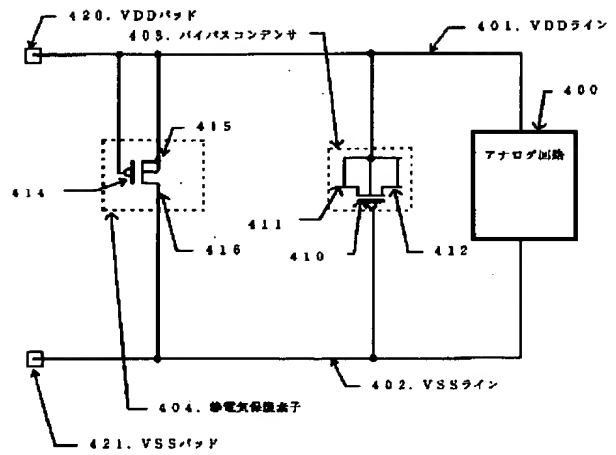 420. VDDパッド
403. バイパスコンデンサ
401. VDDライン
400
アナログ回路
415
414
416
411
410
412
402. VSSライン
404. 静電気保護素子
421. VSSパッド